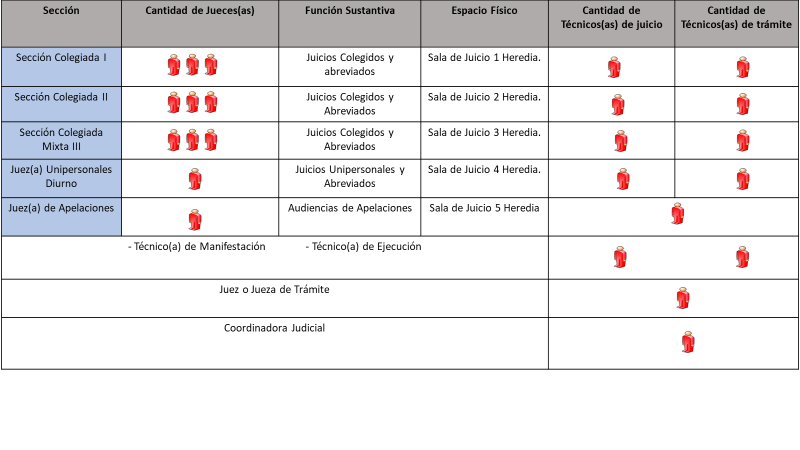 Sección
Cantidad de Jueces(as)
Función Sustantiva
Espacio Físico
Cantidad de
Técnicos(as) de juicio
Cantidad de
Técnicos(as) de trámite
Sección Colegiada I
Juicios Colegidos y
abreviados
Sala de Juicio 1 Heredia.
Sección Colegiada II
Juicios Colegidos y
Abreviados
Sala de Juicio 2 Heredia.
Sección Colegiada
Mixta III
Juicios Colegidos y
Abreviados
Sala de Juicio 3 Heredia.
Juez(a) Unipersonales
Diurno
Juicios Unipersonales y
Abreviados
Sala de Juicio 4 Heredia.
Juez(a) de Apelaciones
Audiencias de Apelaciones
Sala de Juicio 5 Heredia
- Técnico(a) de Manifestación - Técnico(a) de Ejecución
Juez o Jueza de Trámite
Coordinadora Judicial